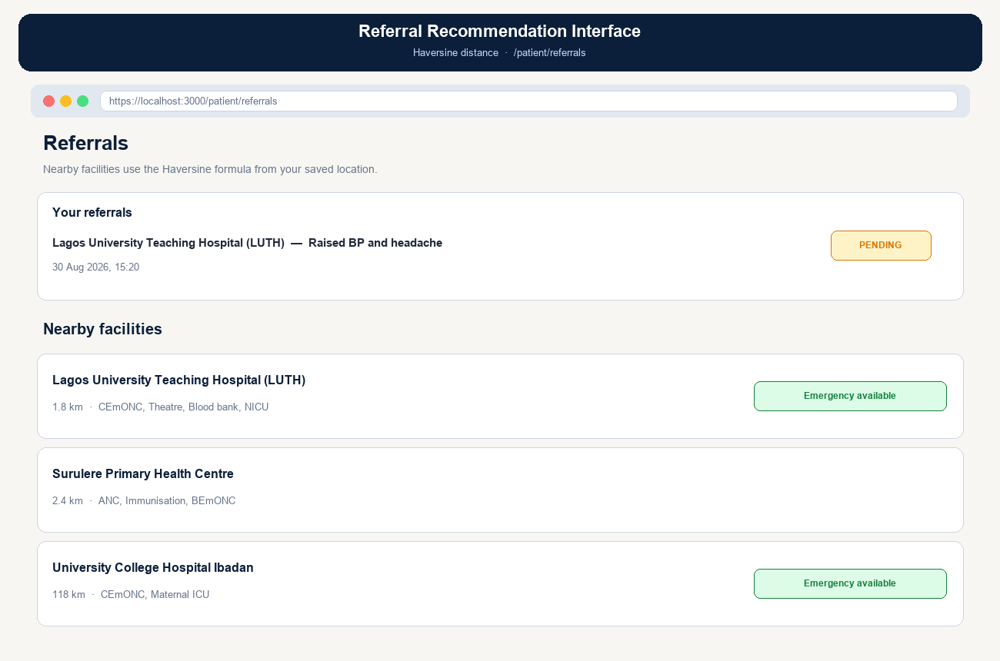 Referral Recommendation Interface
Haversine distance · /patient/referrals
https://localhost:3000/patient/referrals
Referrals
Nearby facilities use the Haversine formula from your saved location.
Your referrals
Lagos University Teaching Hospital (LUTH) — Raised BP and headache
PENDING
30 Aug 2026, 15:20
Nearby facilities
Lagos University Teaching Hospital (LUTH)
1.8 km · CEmONC, Theatre, Blood bank, NICU
Emergency available
Surulere Primary Health Centre
2.4 km · ANC, Immunisation, BEmONC
University College Hospital Ibadan
118 km · CEmONC, Maternal ICU
Emergency available